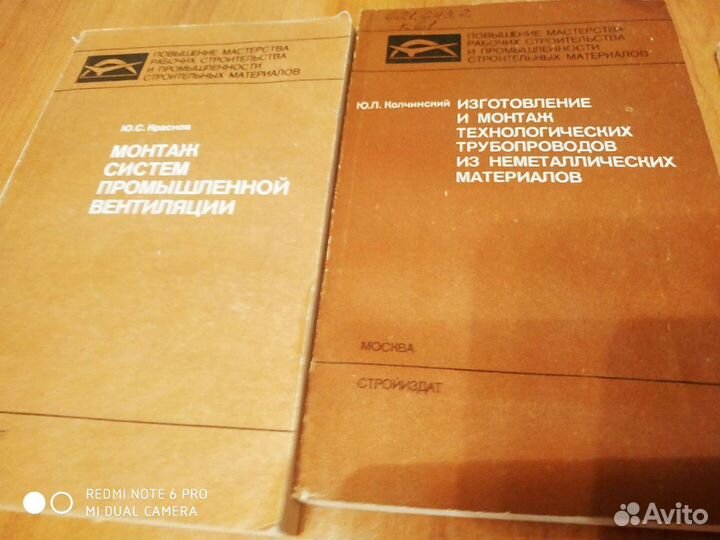 ПОВЫШЕНИЕ МАСТЕРСТВА
РАБОЧИХ СТРОИТЕЛЬСТВА
И ПРОМЫШЛЕННОСТИ
СТРОИТЕЛЬНЫХ МАТЕРИАЛОВ
Ю.С. Краснов
МОНТАЖ
СИСТЕМ
ПРОМЫШЛЕННОЙ
ВЕНТИЛЯЦИИ
ПОВЫШЕНИЕ МАСТЕРСТВА
РАБОЧИХ СТРОИТЕЛЬСТВА
И ПРОМЫШЛЕННОСТИ
СТРОИТЕЛЬНЫХ МАТЕРИАЛОВ
Ю.Л. Колчинский
ИЗГОТОВЛЕНИЕ
И МОНТАЖ
ТЕХНОЛОГИЧЕСКИХ
ТРУБОПРОВОДОВ
ИЗ НЕМЕТАЛЛИЧЕСКИХ
МАТЕРИАЛОВ
МОСКВА
СТРОЙИЗДАТ
REDMI NOTE 6 PRO
MI DUAL CAMERA
Avito